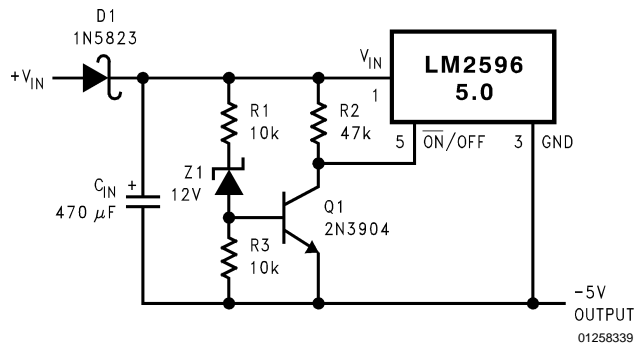 D1
1N5823
+VIN
VIN
1
LM2596
5.0
R1
10k
R2
47k
5
ON/OFF
3
GND
Z1
12V
CIN
+
470 μF
Q1
2N3904
R3
10k
-5V
OUTPUT
01258339